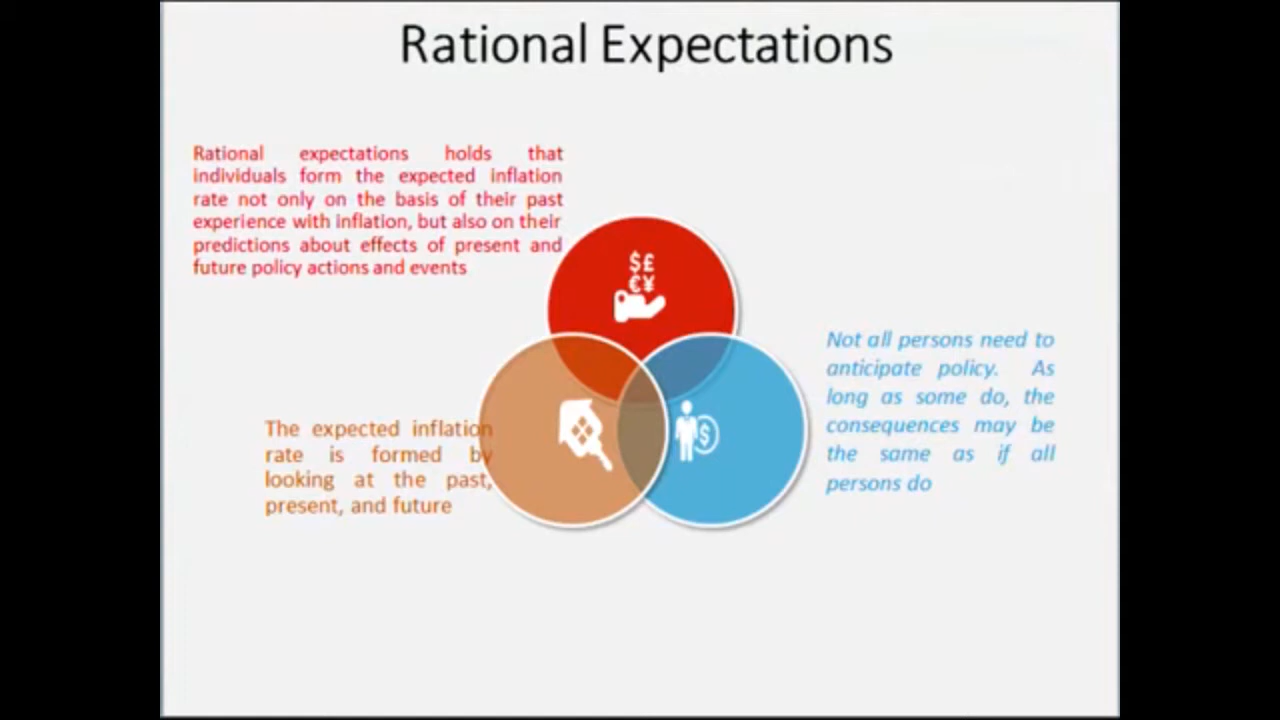 Rational Expectations
Rational expectations holds that
individuals form the expected inflation
rate not only on the basis of their past
experience with inflation, but also on their
predictions about effects of present and
future policy actions and events
$£
€¥
The expected inflation
rate is formed by
looking at the past,
present, and future
$
Not all persons need to
anticipate policy. As
long as some do, the
consequences may be
the same as if all
persons do